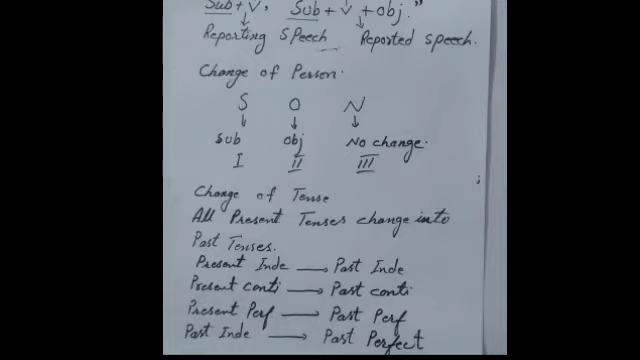 Sub + V, Sub + V + obj."
Reporting Speech Reported Speech.
Change of Person.
S O N
Sub obj No change.
I II III
Change of Tense
All Present Tenses change into
Past Tenses.
Present Inde → Past Inde
Present conti → Past conti
Present Perf → Past Perf
Past Inde → Past Perfect